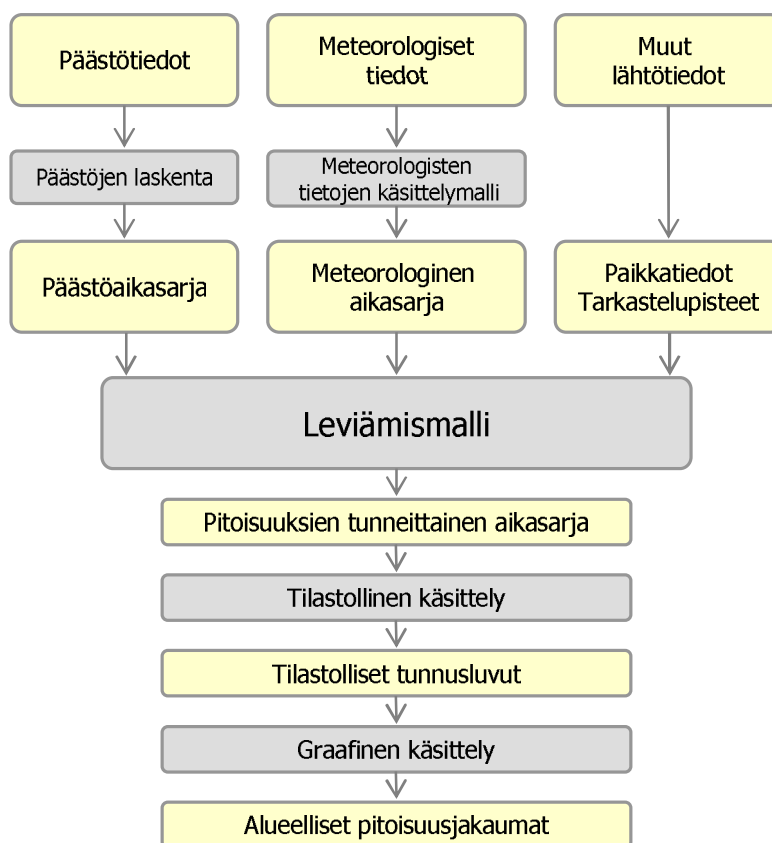 Päästötiedot
Meteorologiset
tiedot
Muut
lähtötiedot
Päästöjen laskenta
Meteorologisten
tietojen käsittelymalli
Päästöaikasarja
Meteorologinen
aikasarja
Paikkatiedot
Tarkastelupisteet
Leviämismalli
Pitoisuuksien tunneittainen aikasarja
Tilastollinen käsittely
Tilastolliset tunnusluvut
Graafinen käsittely
Alueelliset pitoisuusjakaumat